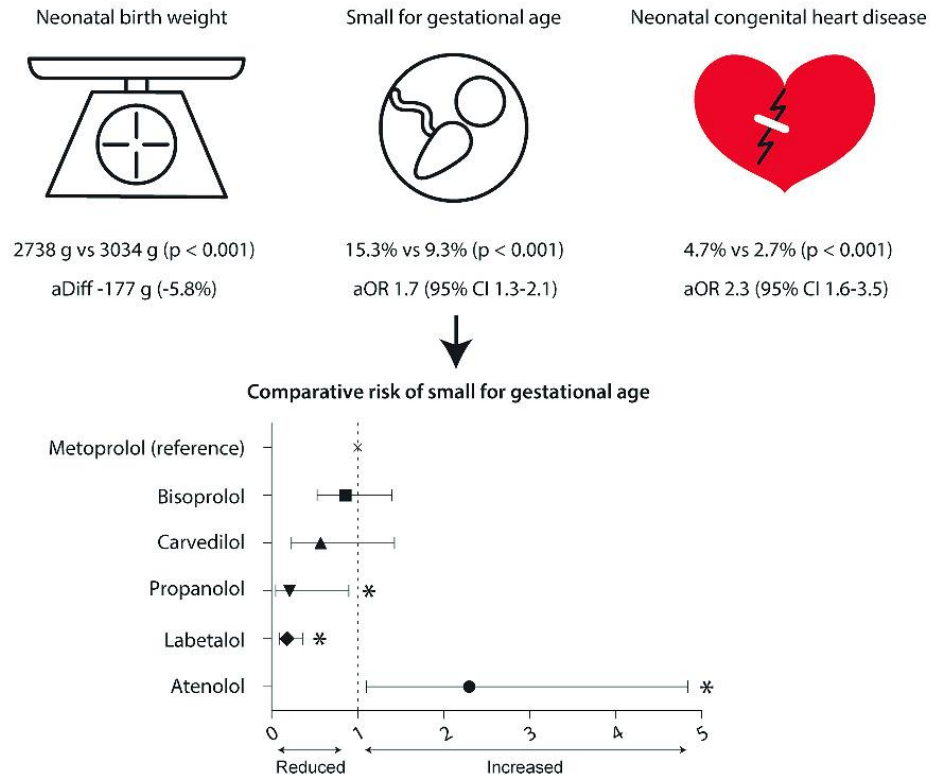 Neonatal birth weight
Small for gestational age
Neonatal congenital heart disease
2738 g vs 3034 g (p < 0.001)
15.3% vs 9.3% (p < 0.001)
4.7% vs 2.7% (p < 0.001)
aDiff -177 g (-5.8%)
aOR 1.7 (95% CI 1.3-2.1)
aOR 2.3 (95% CI 1.6-3.5)
Comparative risk of small for gestational age
Metoprolol (reference)
Bisoprolol
Carvedilol
Propanolol
*
Labetalol
*
Atenolol
*
0 1 2 3 4 5
Reduced
Increased